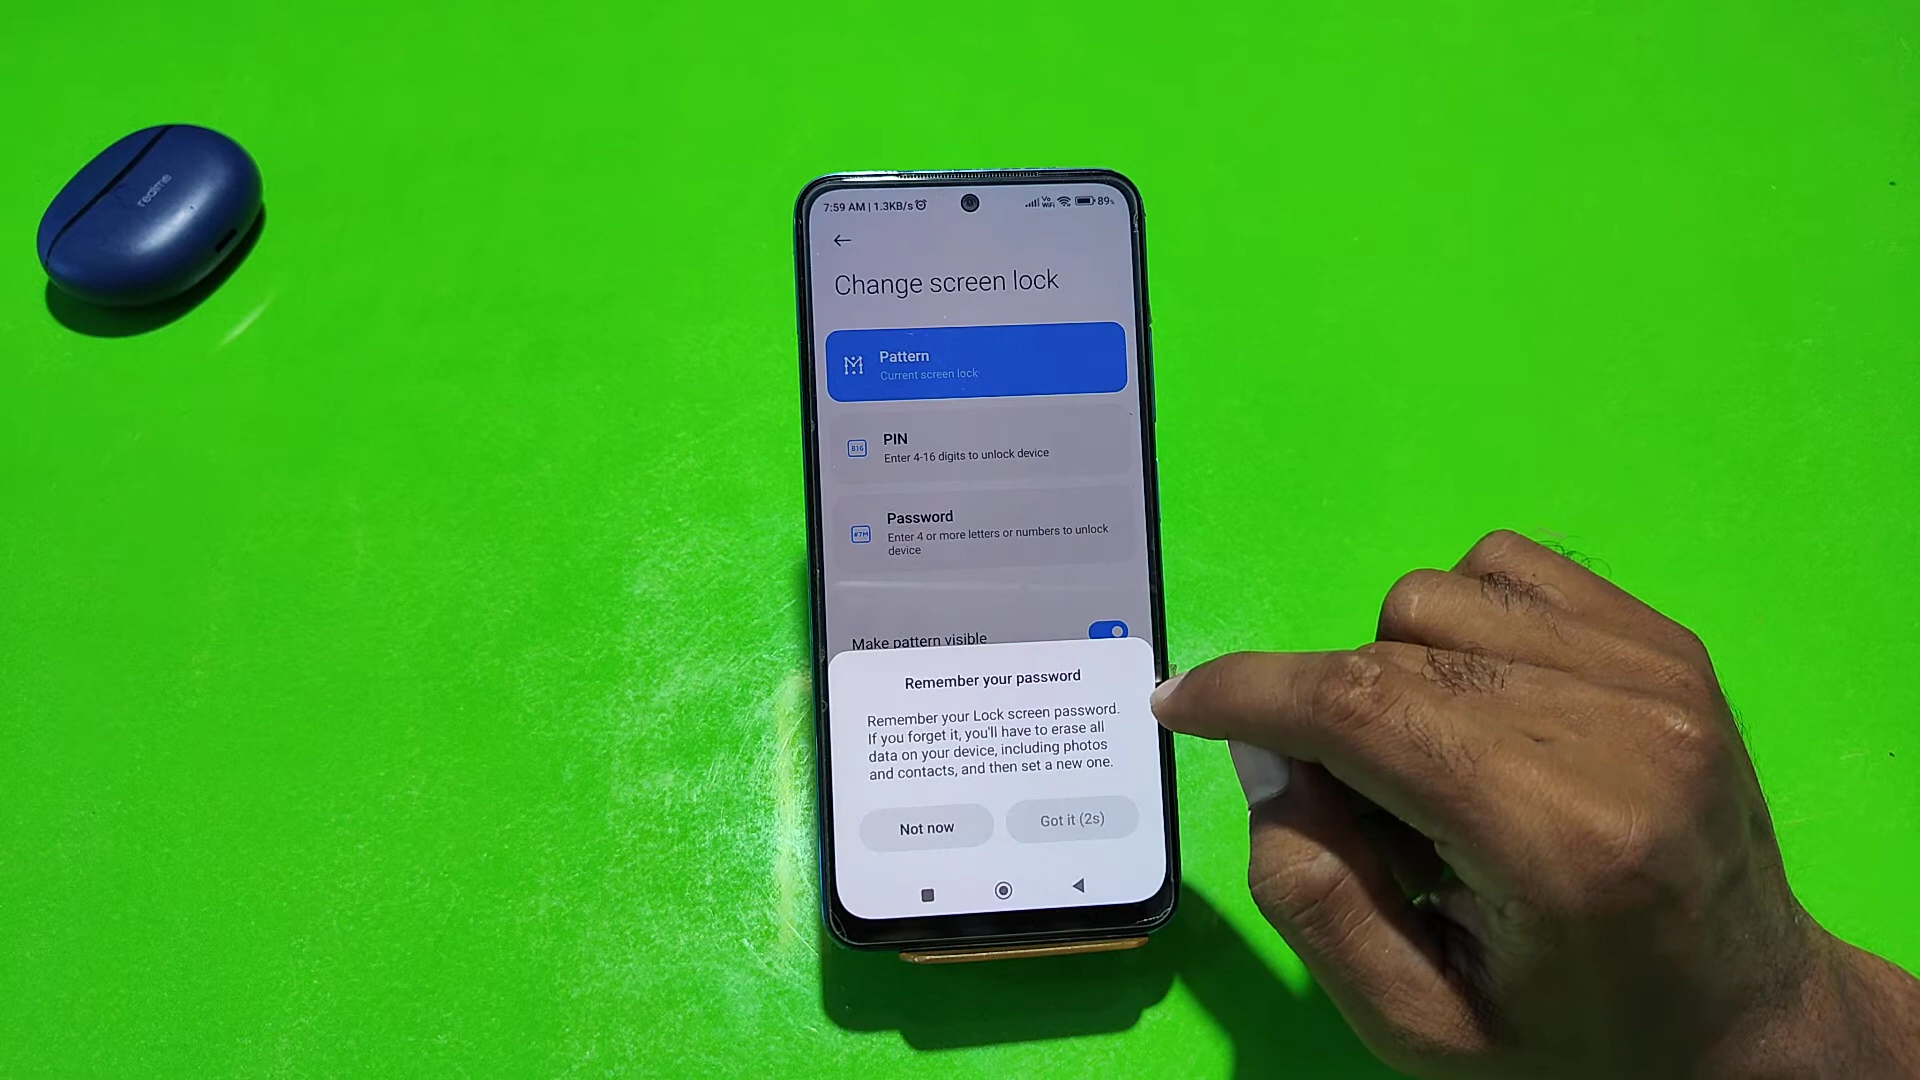 realme
7:59 AM | 1.3KB/s
Vo
WiFi
89%
Change screen lock
Pattern
Current screen lock
PIN
Enter 4-16 digits to unlock device
Password
Enter 4 or more letters or numbers to unlock
device
Make pattern visible
Remember your password
Remember your Lock screen password.
If you forget it, you'll have to erase all
data on your device, including photos
and contacts, and then set a new one.
Not now
Got it (2s)